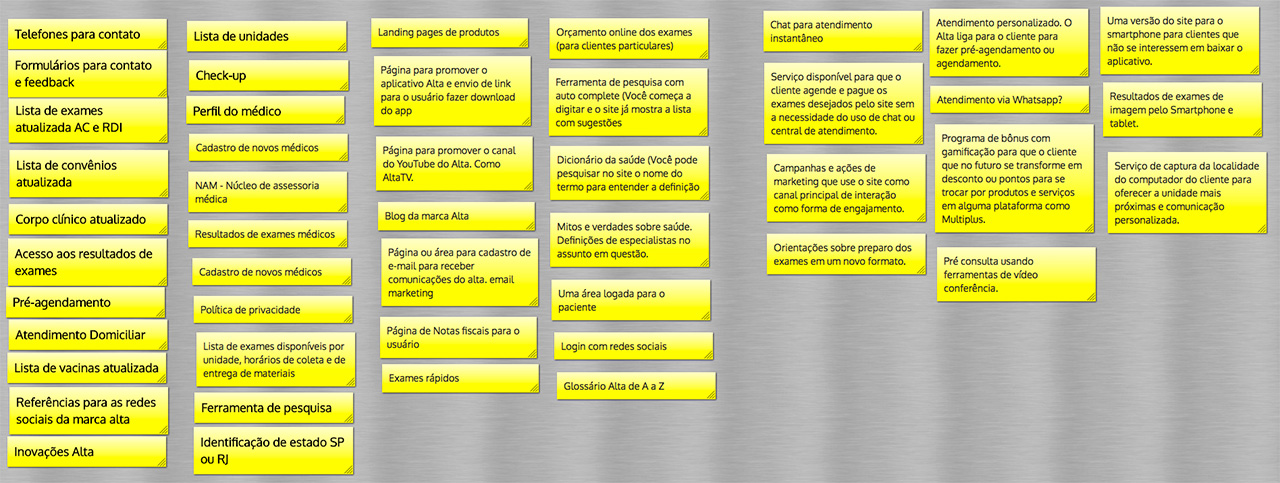 Telefones para contato
Formulários para contato
e feedback
Lista de exames
atualizada AC e RDI
Lista de convênios
atualizada
Corpo clínico atualizado
Acesso aos resultados de
exames
Pré-agendamento
Atendimento Domiciliar
Lista de vacinas atualizada
Referências para as redes
sociais da marca alta
Inovações Alta
Lista de unidades
Check-up
Perfil do médico
Cadastro de novos médicos
NAM - Núcleo de assessoria
médica
Resultados de exames médicos
Cadastro de novos médicos
Política de privacidade
Lista de exames disponíveis por
unidade, horários de coleta e de
entrega de materiais
Ferramenta de pesquisa
Identificação de estado SP
ou RJ
Landing pages de produtos
Página para promover o
aplicativo Alta e envio de link
para o usuário fazer download
do app
Página para promover o canal
do YouTube do Alta. Como
AltaTV.
Blog da marca Alta
Página ou área para cadastro de
e-mail para receber
comunicações do alta. email
marketing
Página de Notas fiscais para o
usuário
Exames rápidos
Orçamento online dos exames
(para clientes particulares)
Ferramenta de pesquisa com
auto complete (Você começa a
digitar e o site já mostra a lista
com sugestões
Dicionário da saúde (Você pode
pesquisar no site o nome do
termo para entender a definição
Mitos e verdades sobre saúde.
Definições de especialistas no
assunto em questão.
Uma área logada para o
paciente
Login com redes sociais
Glossário Alta de A a Z
Chat para atendimento
instantâneo
Serviço disponível para que o
cliente agende e pague os
exames desejados pelo site sem
a necessidade do uso de chat ou
central de atendimento.
Campanhas e ações de
marketing que use o site como
canal principal de interação
como forma de engajamento.
Orientações sobre preparo dos
exames em um novo formato.
Atendimento personalizado. O
Alta liga para o cliente para
fazer pré-agendamento ou
agendamento.
Atendimento via Whatsapp?
Programa de bônus com
gamificação para que o cliente
que no futuro se transforme em
desconto ou pontos para se
trocar por produtos e serviços
em alguma plataforma como
Multiplus.
Pré consulta usando
ferramentas de vídeo
conferência.
Uma versão do site para o
smartphone para clientes que
não se interessem em baixar o
aplicativo.
Resultados de exames de
imagem pelo Smartphone e
tablet.
Serviço de captura da localidade
do computador do cliente para
oferecer a unidade mais
próximas e comunicação
personalizada.